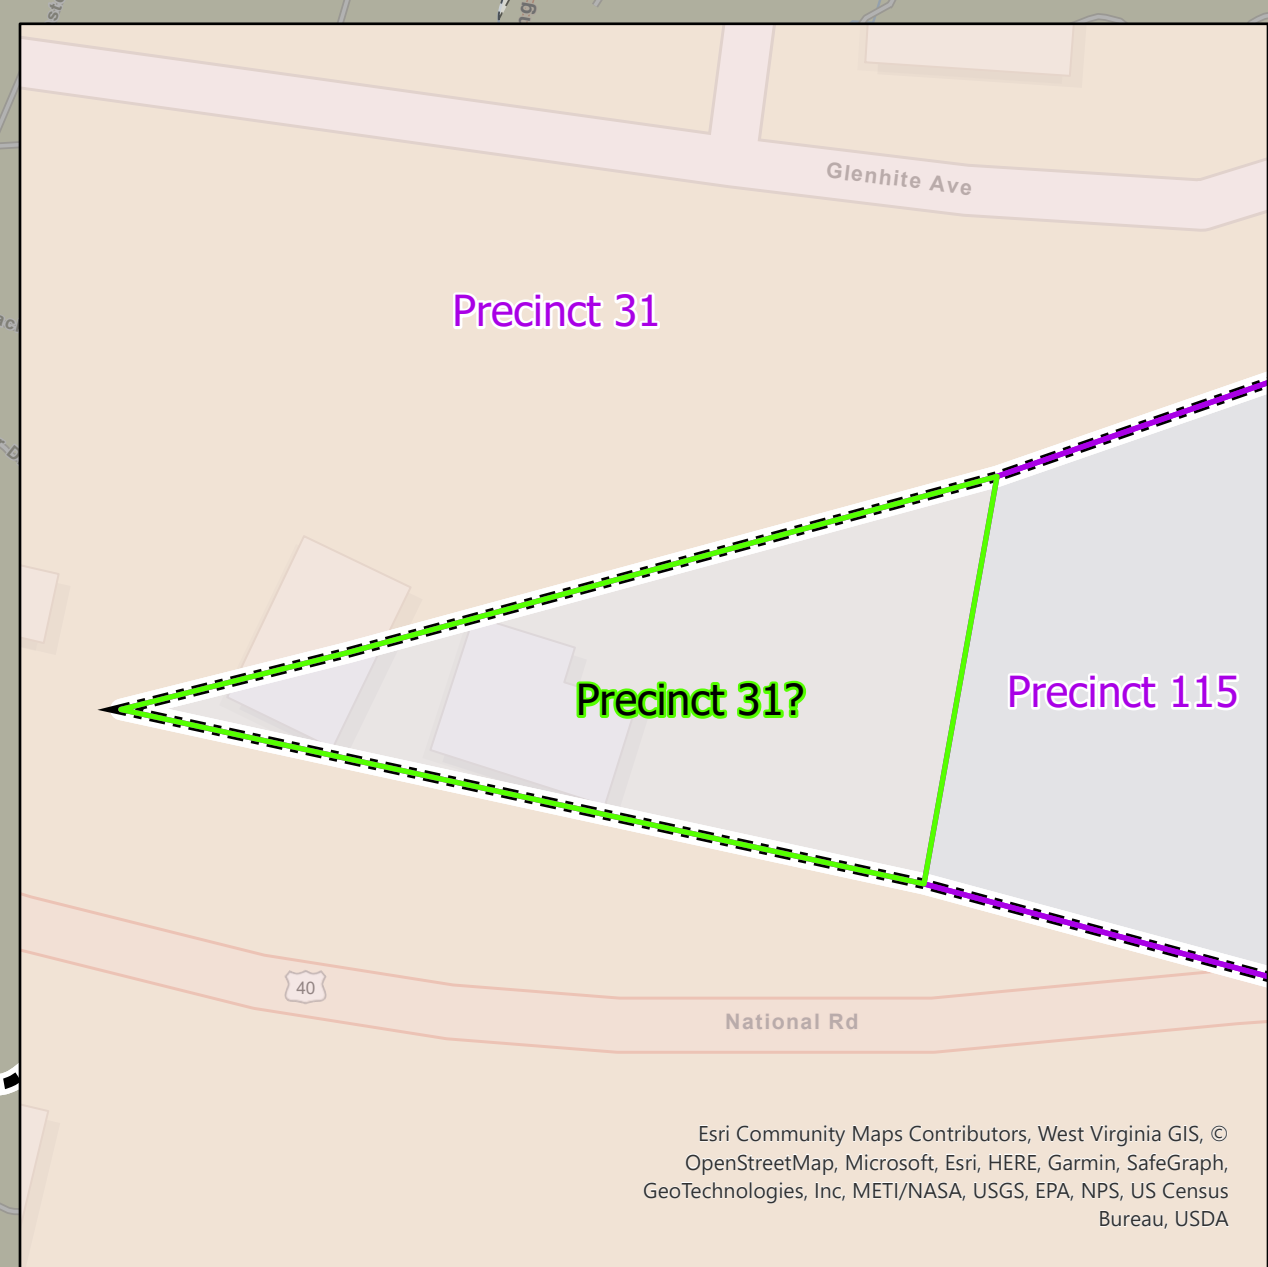 ng
Glenhite Ave
Precinct 31
Precinct 31?
Precinct 115
40
National Rd
Esri Community Maps Contributors, West Virginia GIS, ©
OpenStreetMap, Microsoft, Esri, HERE, Garmin, SafeGraph,
GeoTechnologies, Inc, METI/NASA, USGS, EPA, NPS, US Census
Bureau, USDA